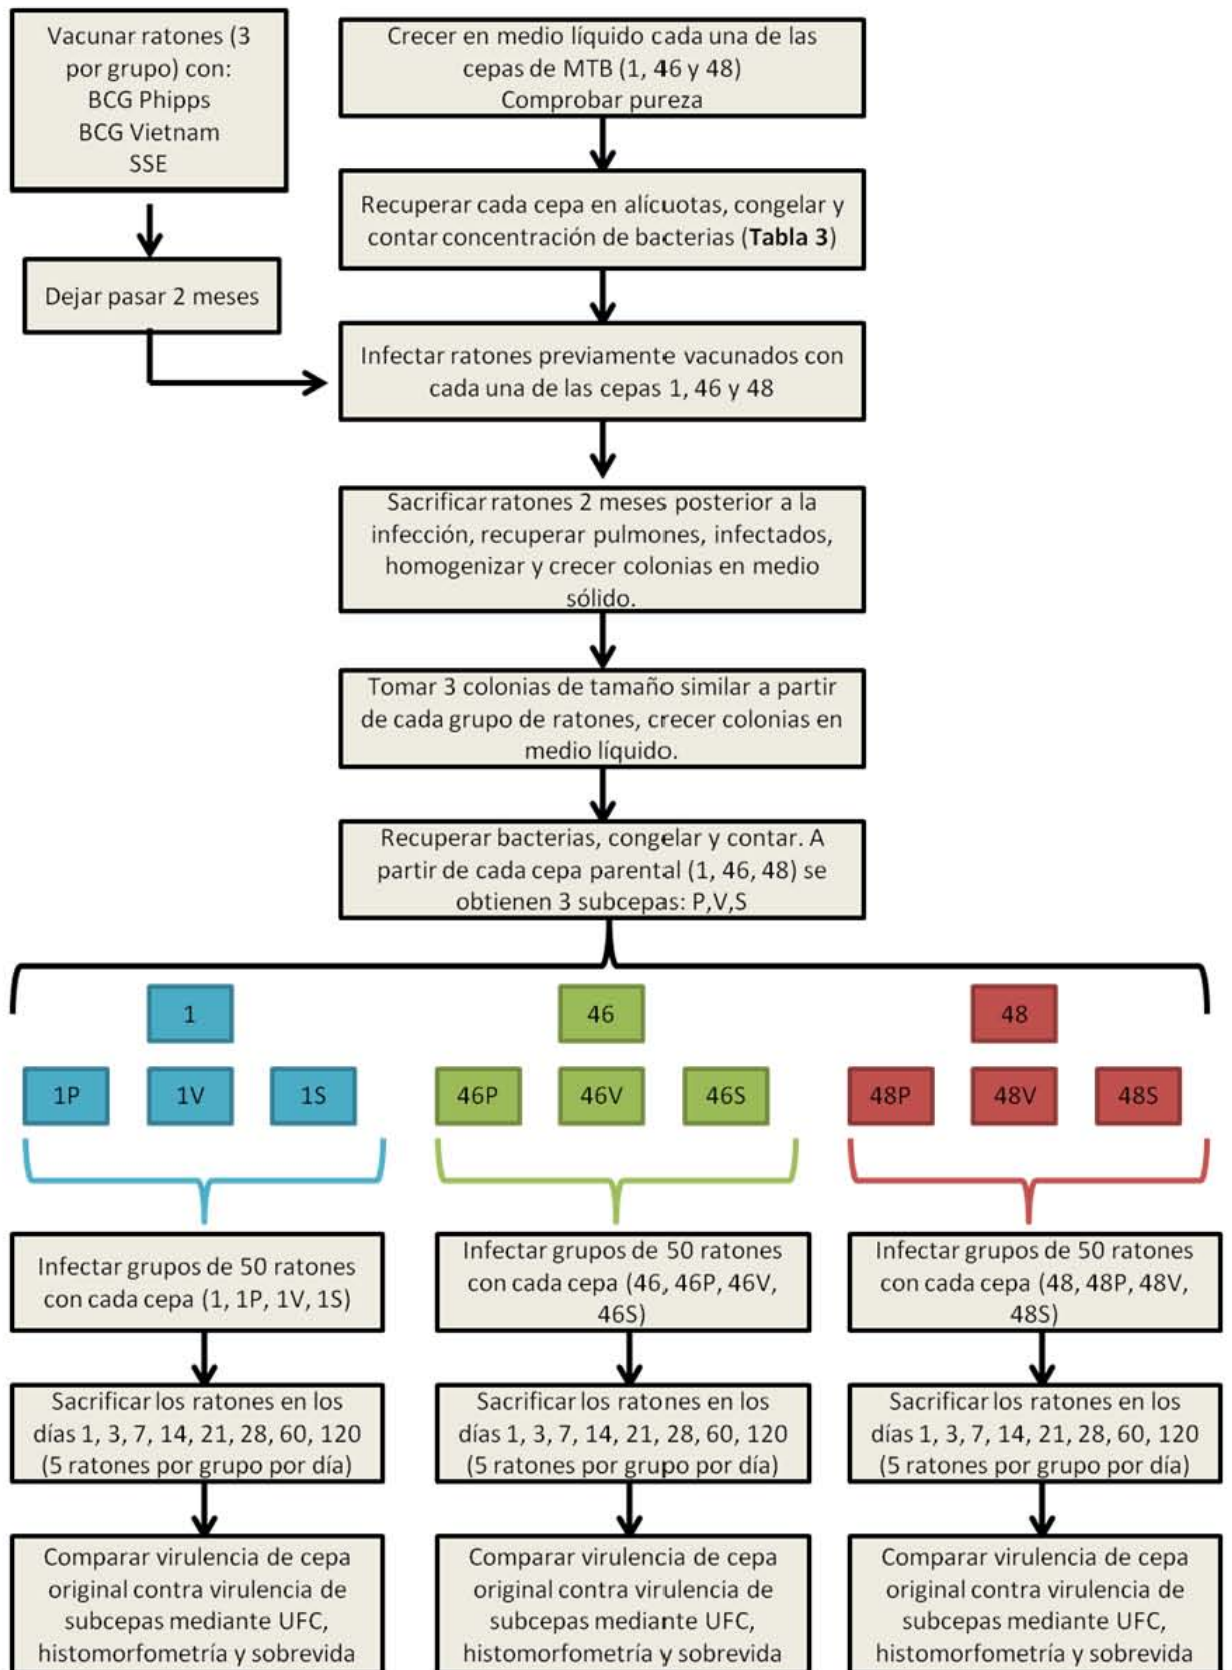 Vacunar ratones (3
por grupo) con:
BCG Phipps
BCG Vietnam
SSE
Dejar pasar 2 meses
Crecer en medio líquido cada una de las
cepas de MTB (1, 46 y 48)
Comprobar pureza
Recuperar cada cepa en alícuotas, congelar y
contar concentración de bacterias (Tabla 3)
Infectar ratones previamente vacunados con
cada una de las cepas 1, 46 y 48
Sacrificar ratones 2 meses posterior a la
infección, recuperar pulmones, infectados,
homogenizar y crecer colonias en medio
sólido.
Tomar 3 colonias de tamaño similar a partir
de cada grupo de ratones, crecer colonias en
medio líquido.
Recuperar bacterias, congelar y contar. A
partir de cada cepa parental (1, 46, 48) se
obtienen 3 subcepas: P,V,S
1
1P
1V
1S
46
46P
46V
46S
48
48P
48V
48S
Infectar grupos de 50 ratones
con cada cepa (1, 1P, 1V, 1S)
Sacrificar los ratones en los
días 1, 3, 7, 14, 21, 28, 60, 120
(5 ratones por grupo por día)
Comparar virulencia de cepa
original contra virulencia de
subcepas mediante UFC,
histomorfometría y sobrevida
Infectar grupos de 50 ratones
con cada cepa (46, 46P, 46V,
46S)
Sacrificar los ratones en los
días 1, 3, 7, 14, 21, 28, 60, 120
(5 ratones por grupo por día)
Comparar virulencia de cepa
original contra virulencia de
subcepas mediante UFC,
histomorfometría y sobrevida
Infectar grupos de 50 ratones
con cada cepa (48, 48P, 48V,
48S)
Sacrificar los ratones en los
días 1, 3, 7, 14, 21, 28, 60, 120
(5 ratones por grupo por día)
Comparar virulencia de cepa
original contra virulencia de
subcepas mediante UFC,
histomorfometría y sobrevida